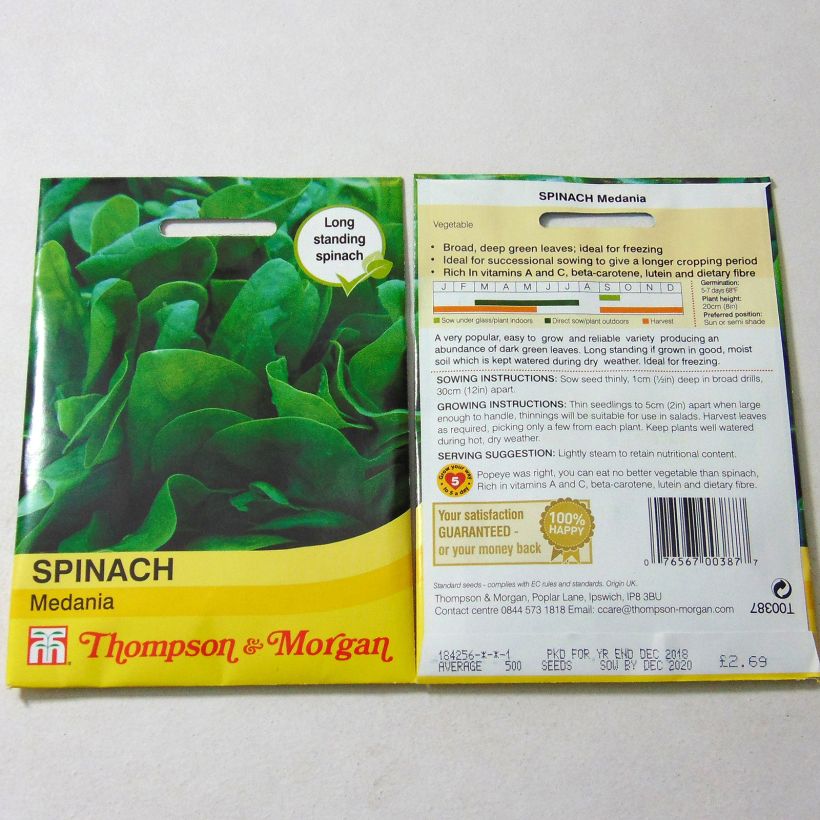 Long
standing
spinach
SPINACH
Medania
Thompson & Morgan
SPINACH Medania
Vegetable
• Broad, deep green leaves; ideal for freezing
• Ideal for successional sowing to give a longer cropping period
• Rich In vitamins A and C, beta-carotene, lutein and dietary fibre
J F M A M J J A S O N D
Sow under glass/plant indoors Direct sow/plant outdoors Harvest
Germination:
5-7 days 68°F
Plant height:
20cm (8in)
Preferred position:
Sun or semi shade
A very popular, easy to grow and reliable variety producing an
abundance of dark green leaves. Long standing if grown in good, moist
soil which is kept watered during dry weather. Ideal for freezing.
SOWING INSTRUCTIONS: Sow seed thinly, 1cm (½in) deep in broad drills,
30cm (12in) apart.
GROWING INSTRUCTIONS: Thin seedlings to 5cm (2in) apart when large
enough to handle, thinnings will be suitable for use in salads. Harvest leaves
as required, picking only a few from each plant. Keep plants well watered
during hot, dry weather.
SERVING SUGGESTION: Lightly steam to retain nutritional content.
Grow your way
5
to 5 a day
Popeye was right, you can eat no better vegetable than spinach,
Rich in vitamins A and C, beta-carotene, lutein and dietary fibre.
Your satisfaction
GUARANTEED -
or your money back
100%
HAPPY
0 76567 00387 7
Standard seeds - complies with EC rules and standards. Origin UK.
Thompson & Morgan, Poplar Lane, Ipswich, IP8 3BU
Contact centre 0844 573 1818 Email: ccare@thompson-morgan.com
T00387
184256-*-*-1 PKD FOR YR END DEC 2018
AVERAGE 500 SEEDS SOW BY DEC 2020 £2.69